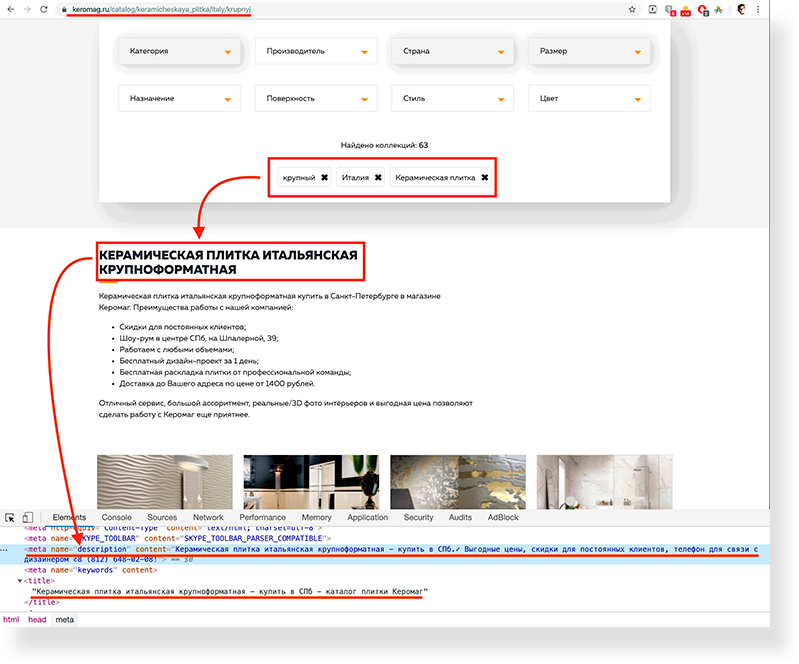 keromag.ru/catalog/keramicheskaya_plitka/italy/krupnyj
Категория
Производитель
Страна
Размер
Назначение
Поверхность
Стиль
Цвет
Найдено коллекций: 63
крупный ✖ Италия ✖ Керамическая плитка ✖
КЕРАМИЧЕСКАЯ ПЛИТКА ИТАЛЬЯНСКАЯ
КРУПНОФОРМАТНАЯ
Керамическая плитка итальянская крупноформатная купить в Санкт-Петербурге в магазине
Керомаг. Преимущества работы с нашей компанией:
• Скидки для постоянных клиентов;
• Шоу-рум в центре СПб, на Шпалерной, 39;
• Работаем с любыми объемами;
• Бесплатный дизайн-проект за 1 день;
• Бесплатная раскладка плитки от профессиональной команды;
• Доставка до Вашего адреса по цене от 1400 рублей.
Отличный сервис, большой ассортимент, реальные/3D фото интерьеров и выгодная цена позволяют
сделать работу с Керомаг еще приятнее.
Elements Console Sources Network Performance Memory Application Security Audits AdBlock
<meta http-equiv="Content-Type" content="text/html; charset=utf-8">
<meta name="SKYPE_TOOLBAR" content="SKYPE_TOOLBAR_PARSER_COMPATIBLE">
<meta name="description" content="Керамическая плитка итальянская крупноформатная – купить в СПб.✓ Выгодные цены, скидки для постоянных клиентов, телефон для связи с
дизайнером ✆8 (812) 648-02-08!"> == $0
<meta name="keywords" content>
▼<title>
"Керамическая плитка итальянская крупноформатная – купить в СПб – каталог плитки Керомаг"
</title>
html head meta